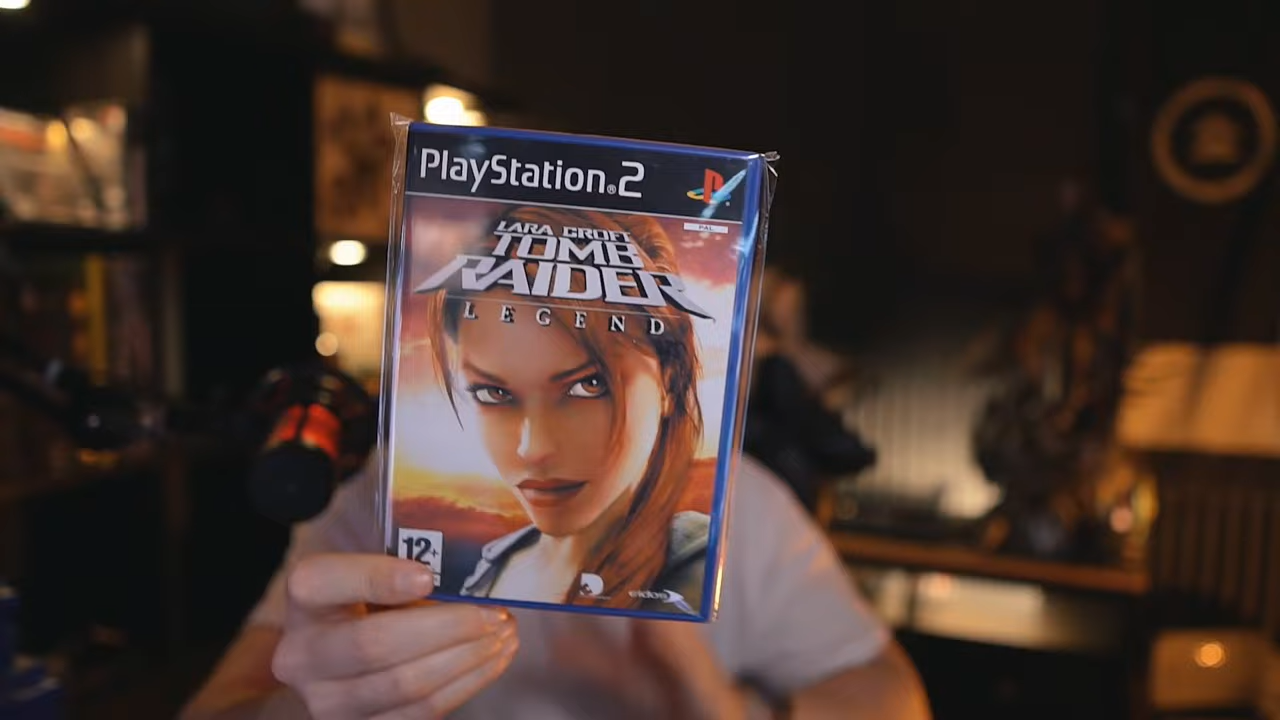 PlayStation®2
PAL
LARA CROFT
TOMB
RAIDER
LEGEND
12+
eidos